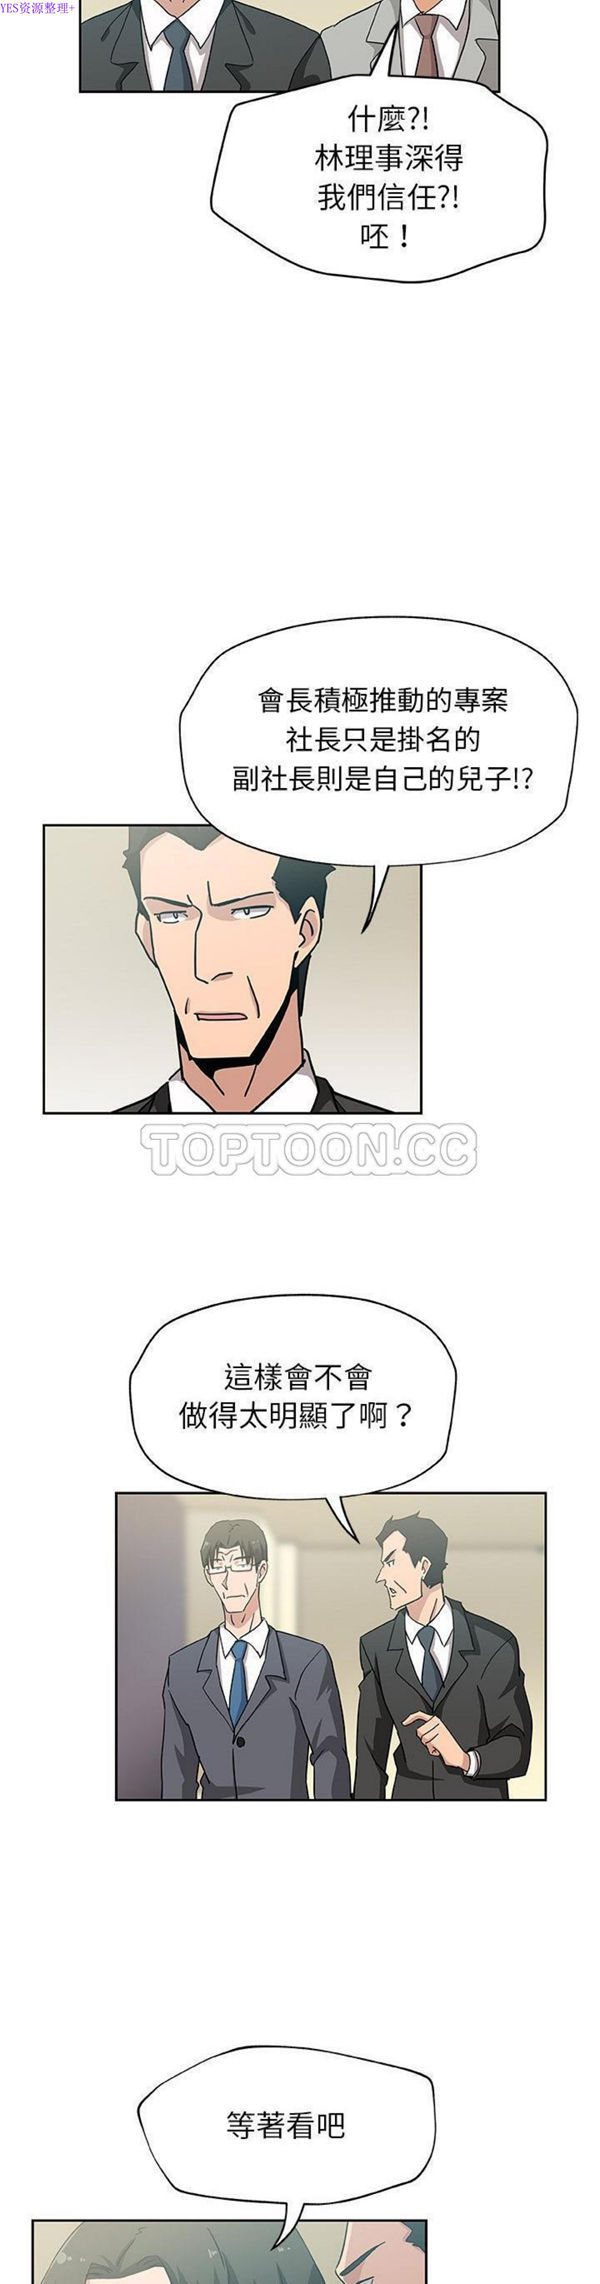 YES资源整理+
什麼?!
林理事深得
我們信任?!
呸！
會長積極推動的專案
社長只是掛名的
副社長則是自己的兒子!?
TOPTOON.CC
這樣會不會
做得太明顯了啊？
等著看吧